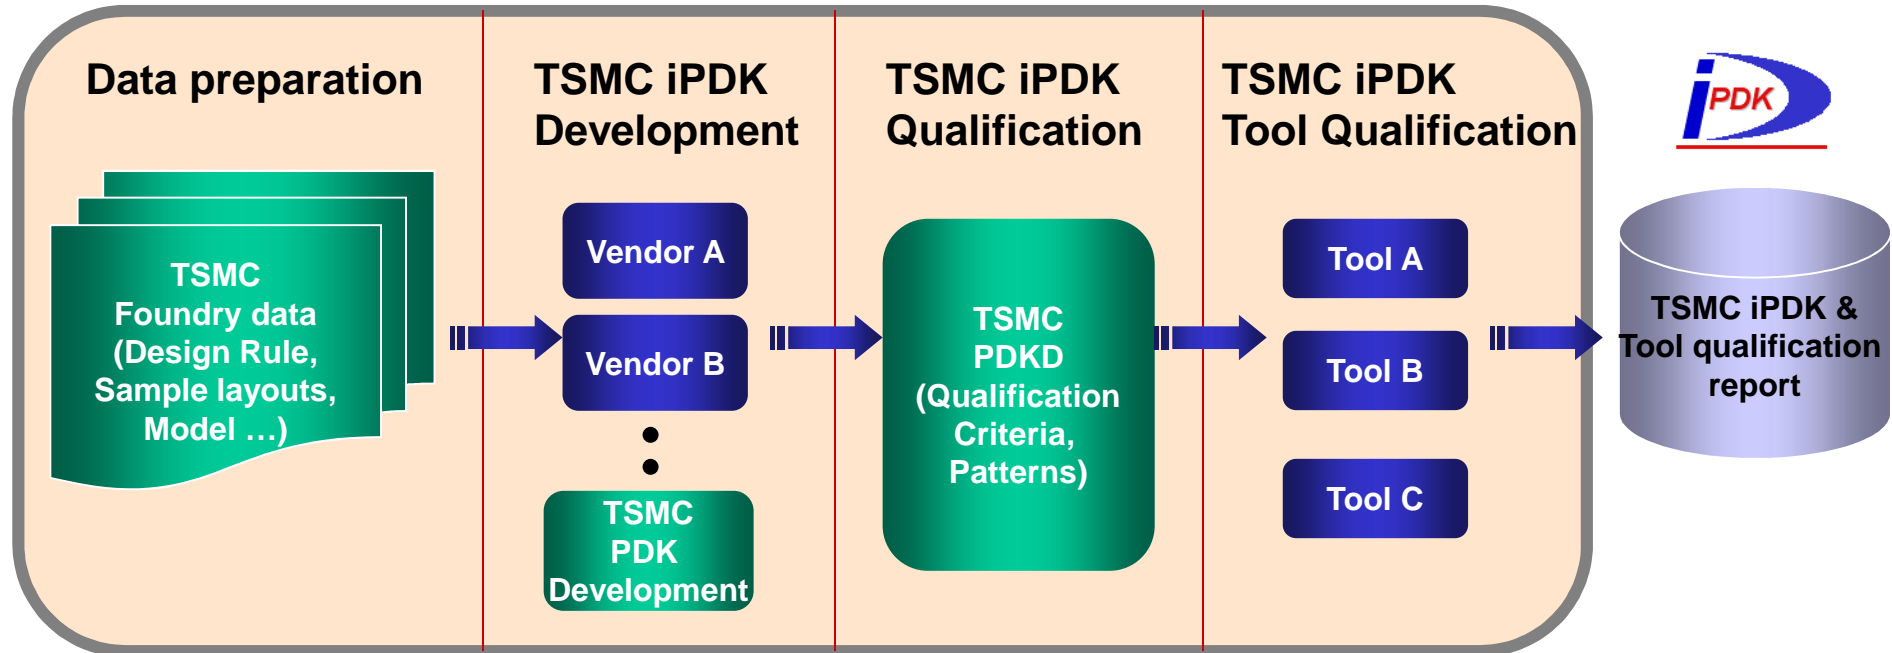 Data preparation
TSMC
Foundry data
(Design Rule,
Sample layouts,
Model …)
TSMC iPDK
Development
Vendor A
Vendor B
TSMC
PDK
Development
TSMC iPDK
Qualification
TSMC
PDKD
(Qualification
Criteria,
Patterns)
TSMC iPDK
Tool Qualification
Tool A
Tool B
Tool C
iPDK
TSMC iPDK &
Tool qualification
report